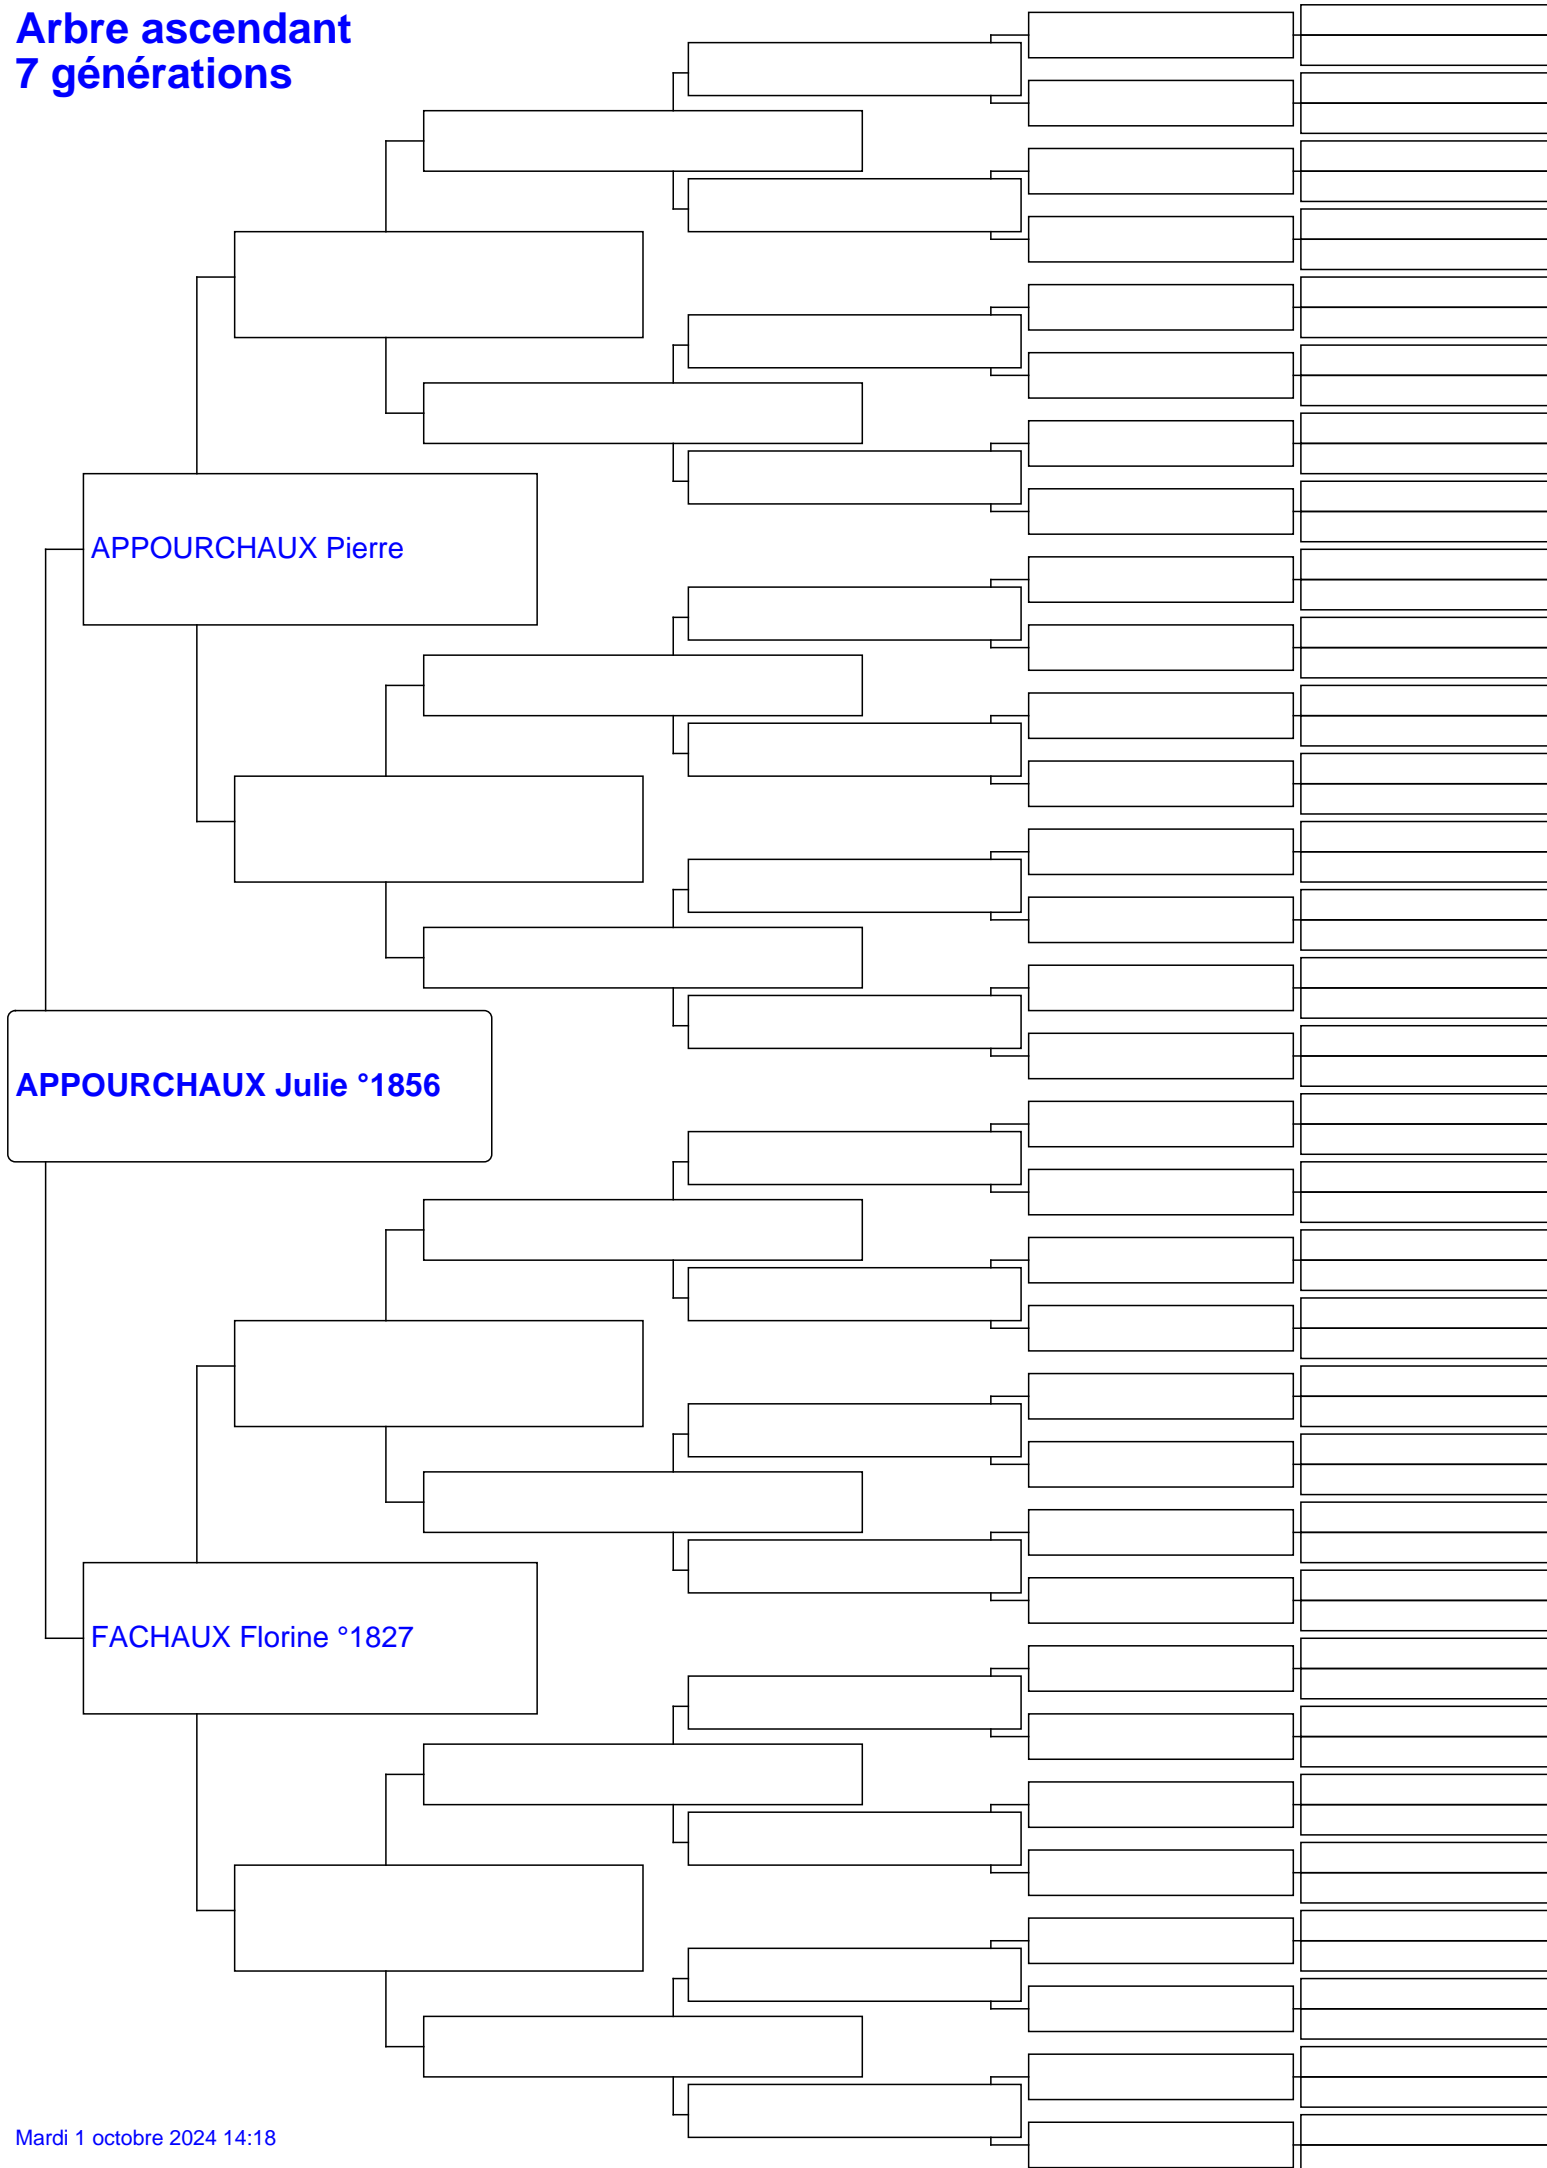 Arbre ascendant
7 générations
APPOURCHAUX Pierre
APPOURCHAUX Julie °1856
FACHAUX Florine °1827
Mardi 1 octobre 2024 14:18